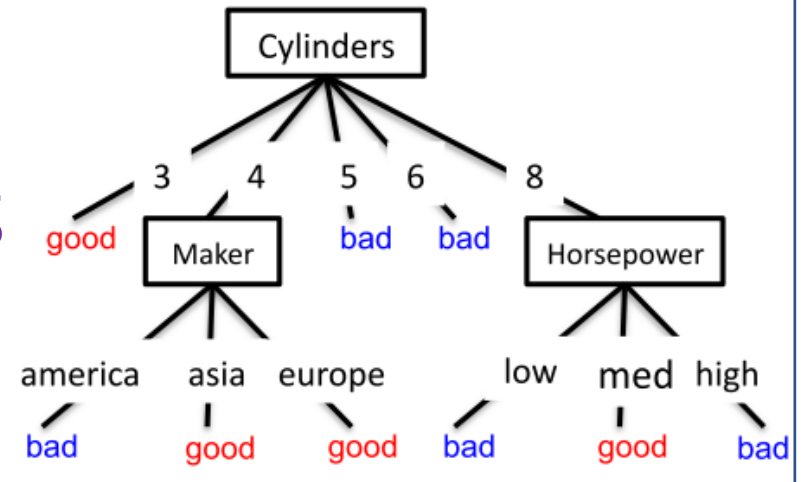 Cylinders
3 4 5 6 8
good Maker bad bad Horsepower
america asia europe low med high
bad good good bad good bad